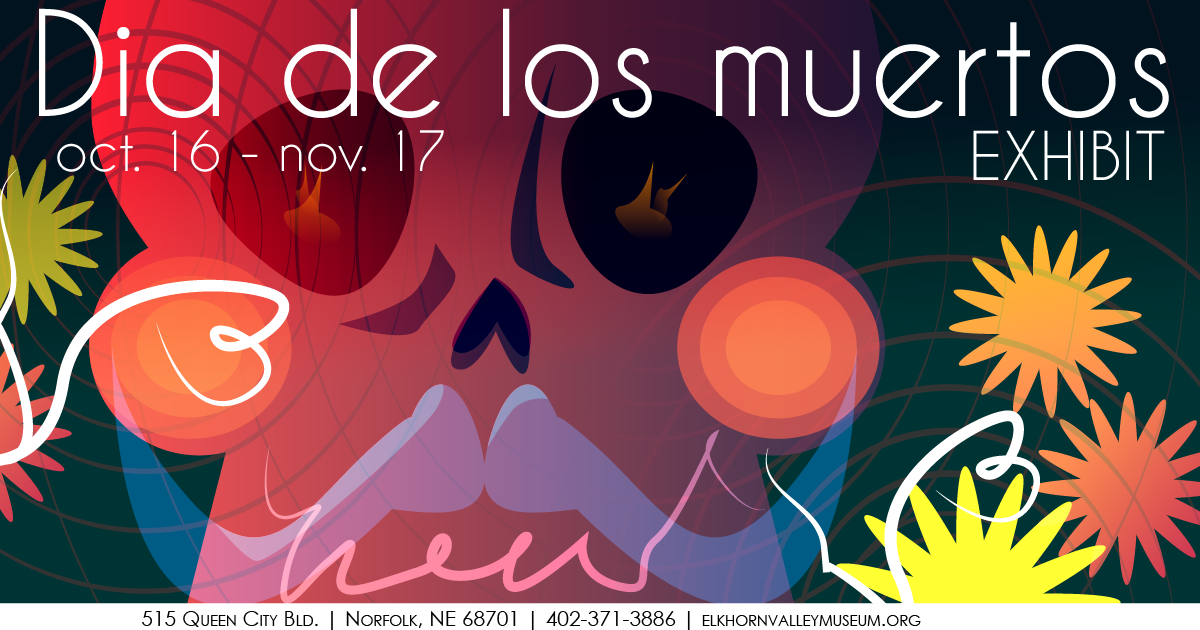 Dia de los muertos
oct. 16 - nov. 17
EXHIBIT
515 Queen City Bld. | Norfolk, NE 68701 | 402-371-3886 | elkhornvalleymuseum.org